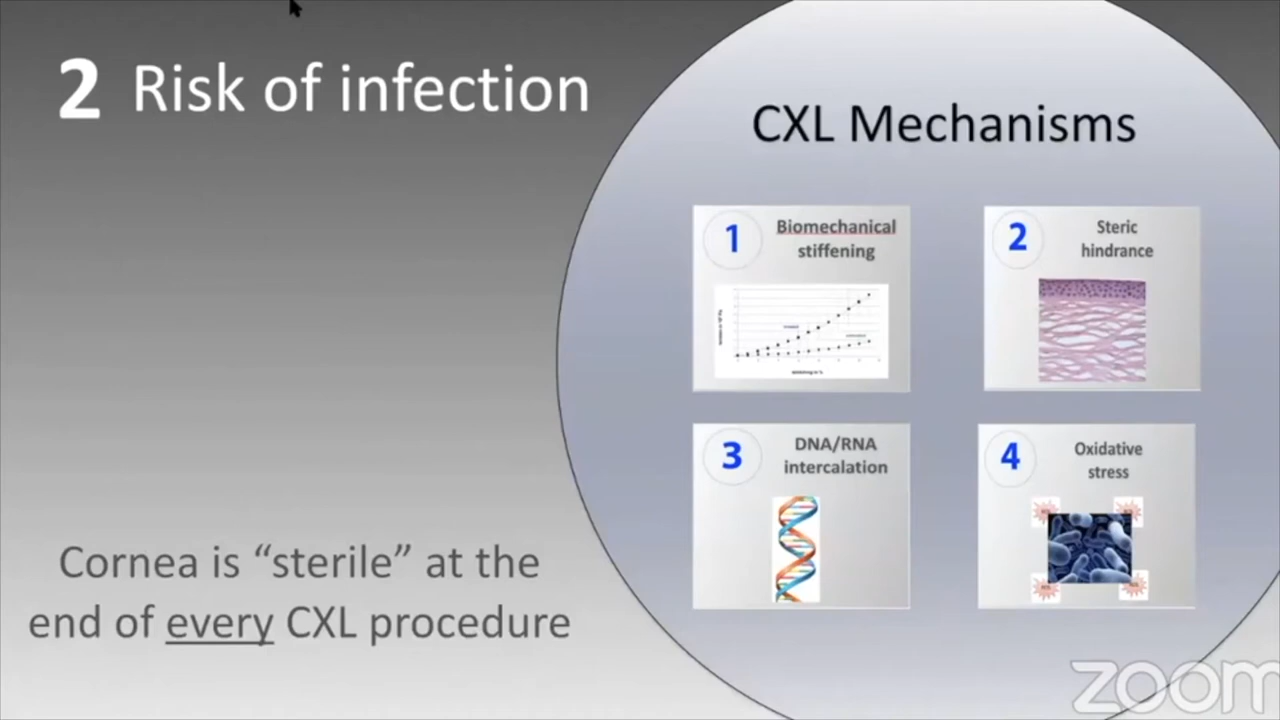 2 Risk of infection
CXL Mechanisms
1
Biomechanical
stiffening
2
Steric
hindrance
3
DNA/RNA
intercalation
4
Oxidative
stress
Cornea is “sterile” at the
end of every CXL procedure
zoom